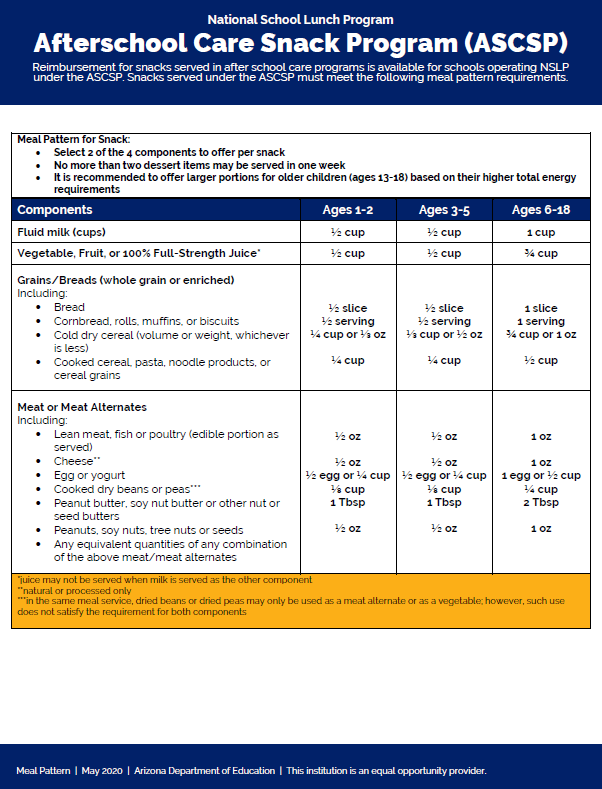 National School Lunch Program
Afterschool Care Snack Program (ASCSP)
Reimbursement for snacks served in after school care programs is available for schools operating NSLP
under the ASCSP. Snacks served under the ASCSP must meet the following meal pattern requirements.
Meal Pattern for Snack:
• Select 2 of the 4 components to offer per snack
• No more than two dessert items may be served in one week
• It is recommended to offer larger portions for older children (ages 13-18) based on their higher total energy
requirements
Components Ages 1-2 Ages 3-5 Ages 6-18
Fluid milk (cups) ½ cup ½ cup 1 cup
Vegetable, Fruit, or 100% Full-Strength Juice* ½ cup ½ cup ¾ cup
Grains/Breads (whole grain or enriched)
Including:
• Bread ½ slice ½ slice 1 slice
• Cornbread, rolls, muffins, or biscuits ½ serving ½ serving 1 serving
• Cold dry cereal (volume or weight, whichever ¼ cup or ⅓ oz ⅓ cup or ½ oz ¾ cup or 1 oz
is less)
• Cooked cereal, pasta, noodle products, or ¼ cup ¼ cup ½ cup
cereal grains
Meat or Meat Alternates
Including:
• Lean meat, fish or poultry (edible portion as ½ oz ½ oz 1 oz
served)
• Cheese** ½ oz ½ oz 1 oz
• Egg or yogurt ½ egg or ¼ cup ½ egg or ¼ cup 1 egg or ½ cup
• Cooked dry beans or peas*** ⅛ cup ⅛ cup ¼ cup
• Peanut butter, soy nut butter or other nut or 1 Tbsp 1 Tbsp 2 Tbsp
seed butters
• Peanuts, soy nuts, tree nuts or seeds ½ oz ½ oz 1 oz
• Any equivalent quantities of any combination
of the above meat/meat alternates
*juice may not be served when milk is served as the other component
**natural or processed only
***in the same meal service, dried beans or dried peas may only be used as a meat alternate or as a vegetable; however, such use
does not satisfy the requirement for both components
Meal Pattern | May 2020 | Arizona Department of Education | This institution is an equal opportunity provider.